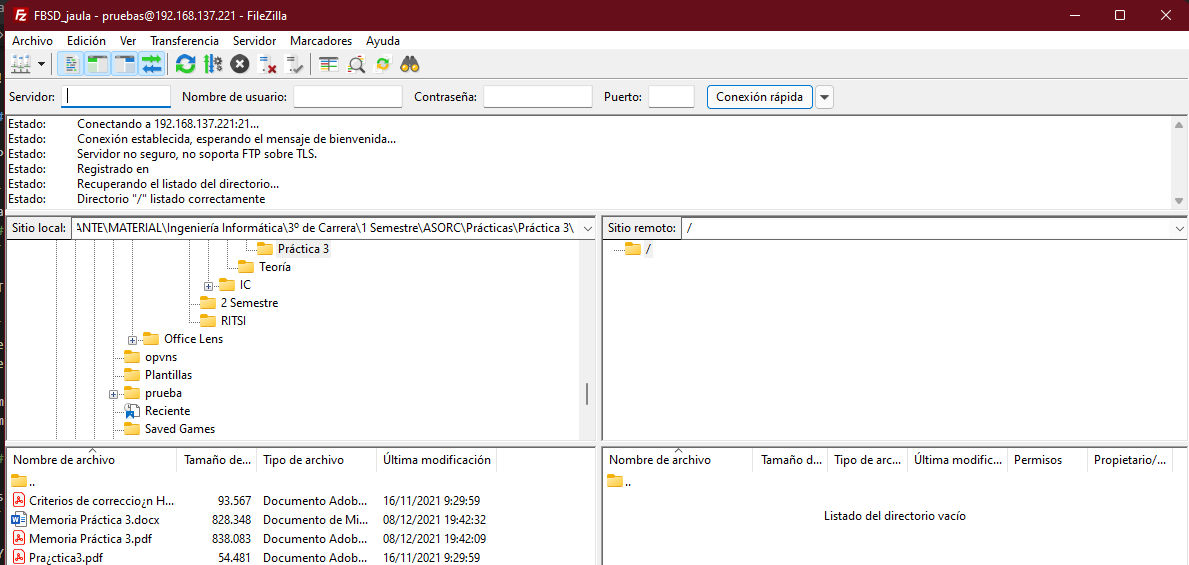 FBSD_jaula - pruebas@192.168.137.221 - FileZilla
Archivo Edición Ver Transferencia Servidor Marcadores Ayuda
Servidor: Nombre de usuario: Contraseña: Puerto: Conexión rápida
Estado: Conectando a 192.168.137.221:21...
Estado: Conexión establecida, esperando el mensaje de bienvenida...
Estado: Servidor no seguro, no soporta FTP sobre TLS.
Estado: Registrado en
Estado: Recuperando el listado del directorio...
Estado: Directorio "/" listado correctamente
Sitio local: ANTE\MATERIAL\Ingeniería Informática\3º de Carrera\1 Semestre\ASORC\Prácticas\Práctica 3\
Práctica 3
Teoría
IC
2 Semestre
RITSI
Office Lens
opvns
Plantillas
prueba
Reciente
Saved Games
Sitio remoto: /
/
Nombre de archivo Tamaño de... Tipo de archivo Última modificación
..
Criterios de correccio¿n H... 93.567 Documento Adob... 16/11/2021 9:29:59
Memoria Práctica 3.docx 828.348 Documento de Mi... 08/12/2021 19:42:32
Memoria Práctica 3.pdf 838.083 Documento Adob... 08/12/2021 19:42:09
Pra¿ctica3.pdf 54.481 Documento Adob... 16/11/2021 9:29:59
Nombre de archivo Tamaño d... Tipo de arc... Última modific... Permisos Propietario/...
..
Listado del directorio vacío